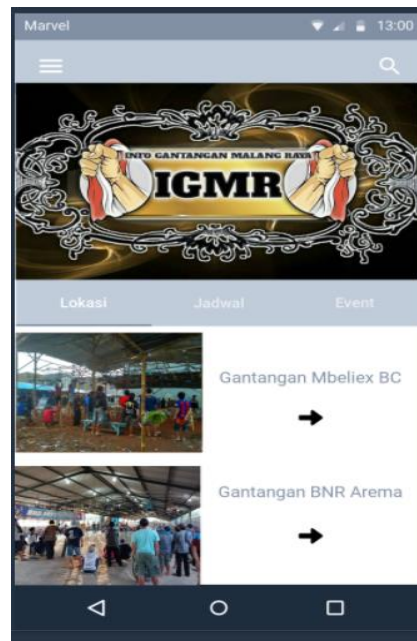 Marvel 13:00
INFO GANTANGAN MALANG RAYA
IGMR
Lokasi Jadwal Event
Gantangan Mbeliex BC
Gantangan BNR Arema